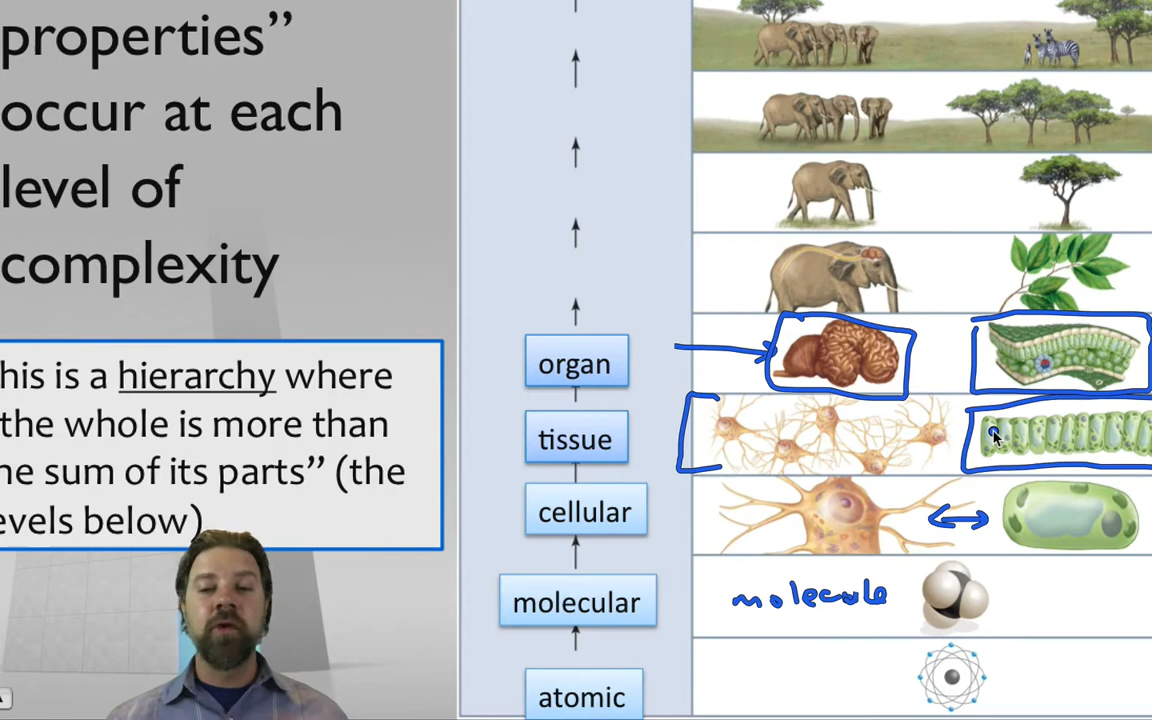 properties”
occur at each
level of
complexity
his is a hierarchy where
the whole is more than
he sum of its parts” (the
evels below)
organ
tissue
cellular
molecular
molecule
atomic